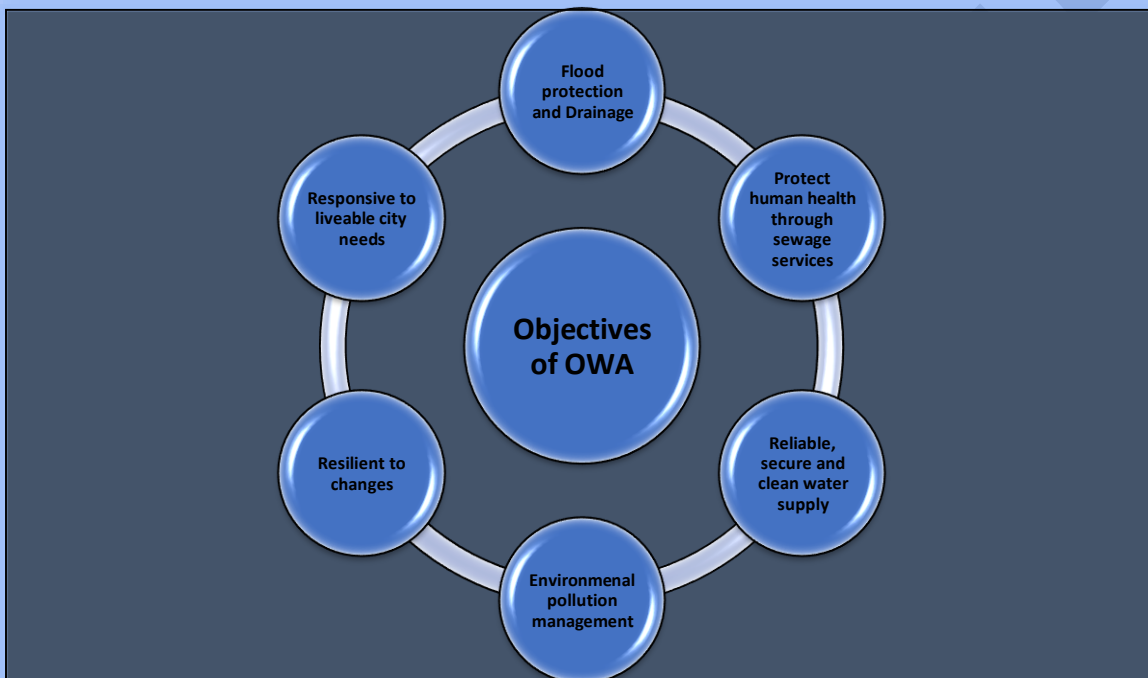 Flood
protection
and Drainage
Protect
human health
through
sewage
services
Reliable,
secure and
clean water
supply
Environmenal
pollution
management
Resilient to
changes
Responsive to
liveable city
needs
Objectives
of OWA